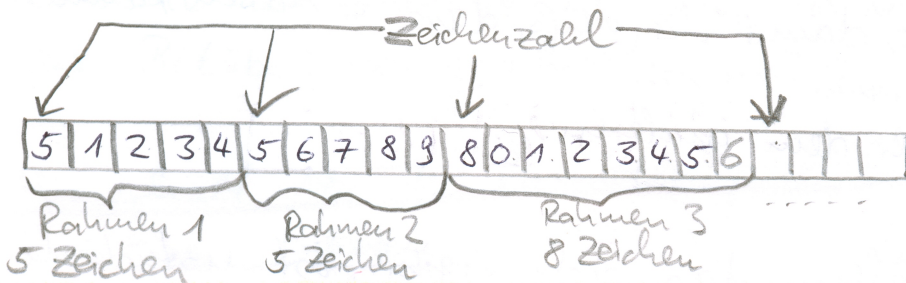 Zeichenzahl
5 1 2 3 4 5 6 7 8 9 8 0. 1. 2 3. 4. 5. 6
Rahmen 1 Rahmen 2 Rahmen 3
5 Zeichen 5 Zeichen 8 Zeichen